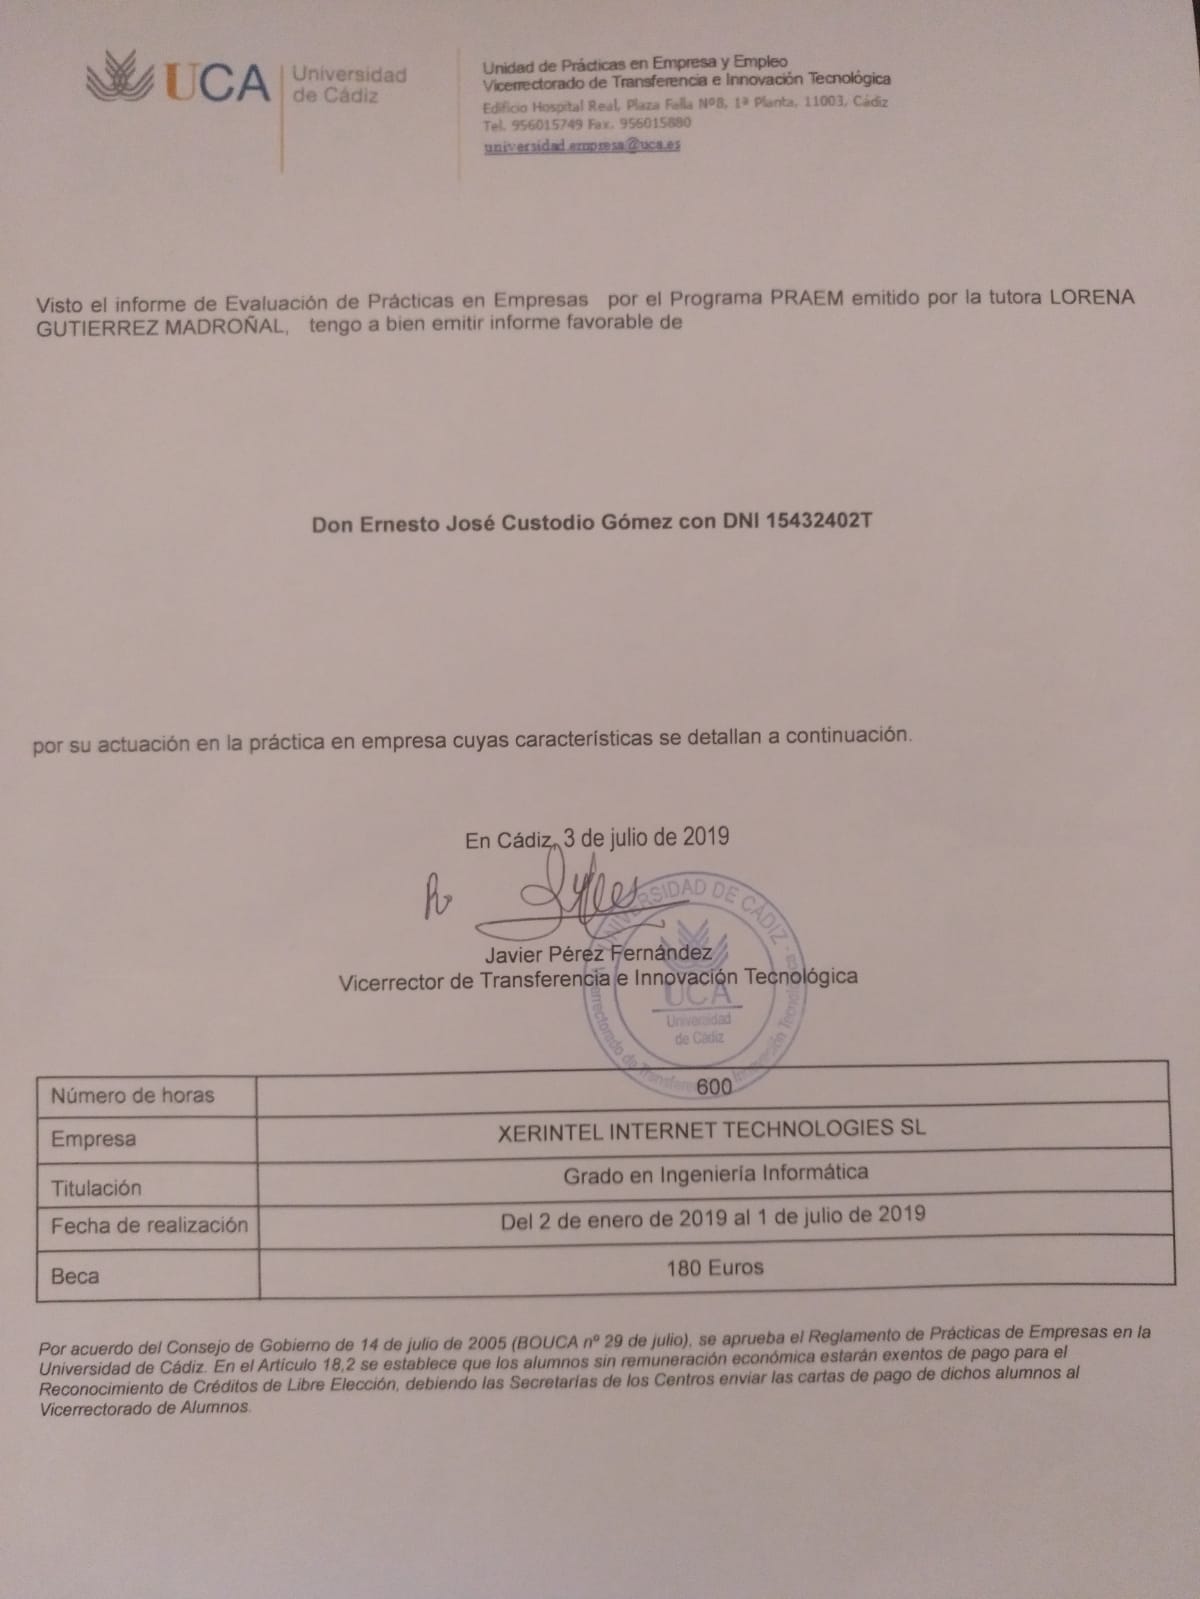 UCA
Universidad
de Cádiz
Unidad de Prácticas en Empresa y Empleo
Vicerrectorado de Transferencia e Innovación Tecnológica
Edificio Hospital Real, Plaza Falla Nº8, 1ª Planta, 11003, Cádiz
Tel. 956015749 Fax. 956015880
universidad.empresa@uca.es
Visto el informe de Evaluación de Prácticas en Empresas por el Programa PRAEM emitido por la tutora LORENA
GUTIERREZ MADROÑAL, tengo a bien emitir informe favorable de
Don Ernesto José Custodio Gómez con DNI 15432402T
por su actuación en la práctica en empresa cuyas características se detallan a continuación.
En Cádiz, 3 de julio de 2019
UNIVERSIDAD DE CÁDIZ
Javier Pérez Fernández
Vicerrector de Transferencia e Innovación Tecnológica
UCA
Universidad
de Cádiz
Número de horas 600
Empresa XERINTEL INTERNET TECHNOLOGIES SL
Titulación Grado en Ingeniería Informática
Fecha de realización Del 2 de enero de 2019 al 1 de julio de 2019
Beca 180 Euros
Por acuerdo del Consejo de Gobierno de 14 de julio de 2005 (BOUCA nº 29 de julio), se aprueba el Reglamento de Prácticas de Empresas en la
Universidad de Cádiz. En el Artículo 18,2 se establece que los alumnos sin remuneración económica estarán exentos de pago para el
Reconocimiento de Créditos de Libre Elección, debiendo las Secretarías de los Centros enviar las cartas de pago de dichos alumnos al
Vicerrectorado de Alumnos.